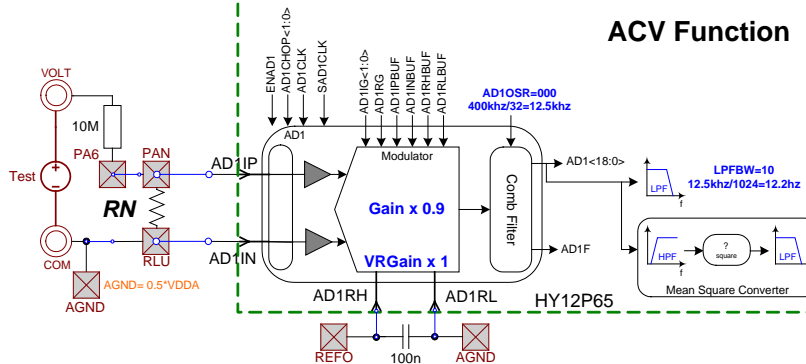 ACV Function
ENAD1
AD1CHOP<1:0>
AD1CLK
SAD1CLK
AD1IG<1:0>
AD1RG
AD1IPBUF
AD1INBUF
AD1RHBUF
AD1RLBUF
AD1OSR=000
400khz/32=12.5khz
VOLT
10M
PA6
PAN
Test
RN
COM
RLU
AGND
AGND= 0.5*VDDA
AD1IP
AD1IN
AD1
Modulator
Gain x 0.9
VRGain x 1
Comb Filter
AD1<18:0>
AD1F
LPF
f
LPFBW=10
12.5khz/1024=12.2hz
HPF
f
?
square
LPF
f
Mean Square Converter
AD1RH
AD1RL
HY12P65
REFO
100n
AGND